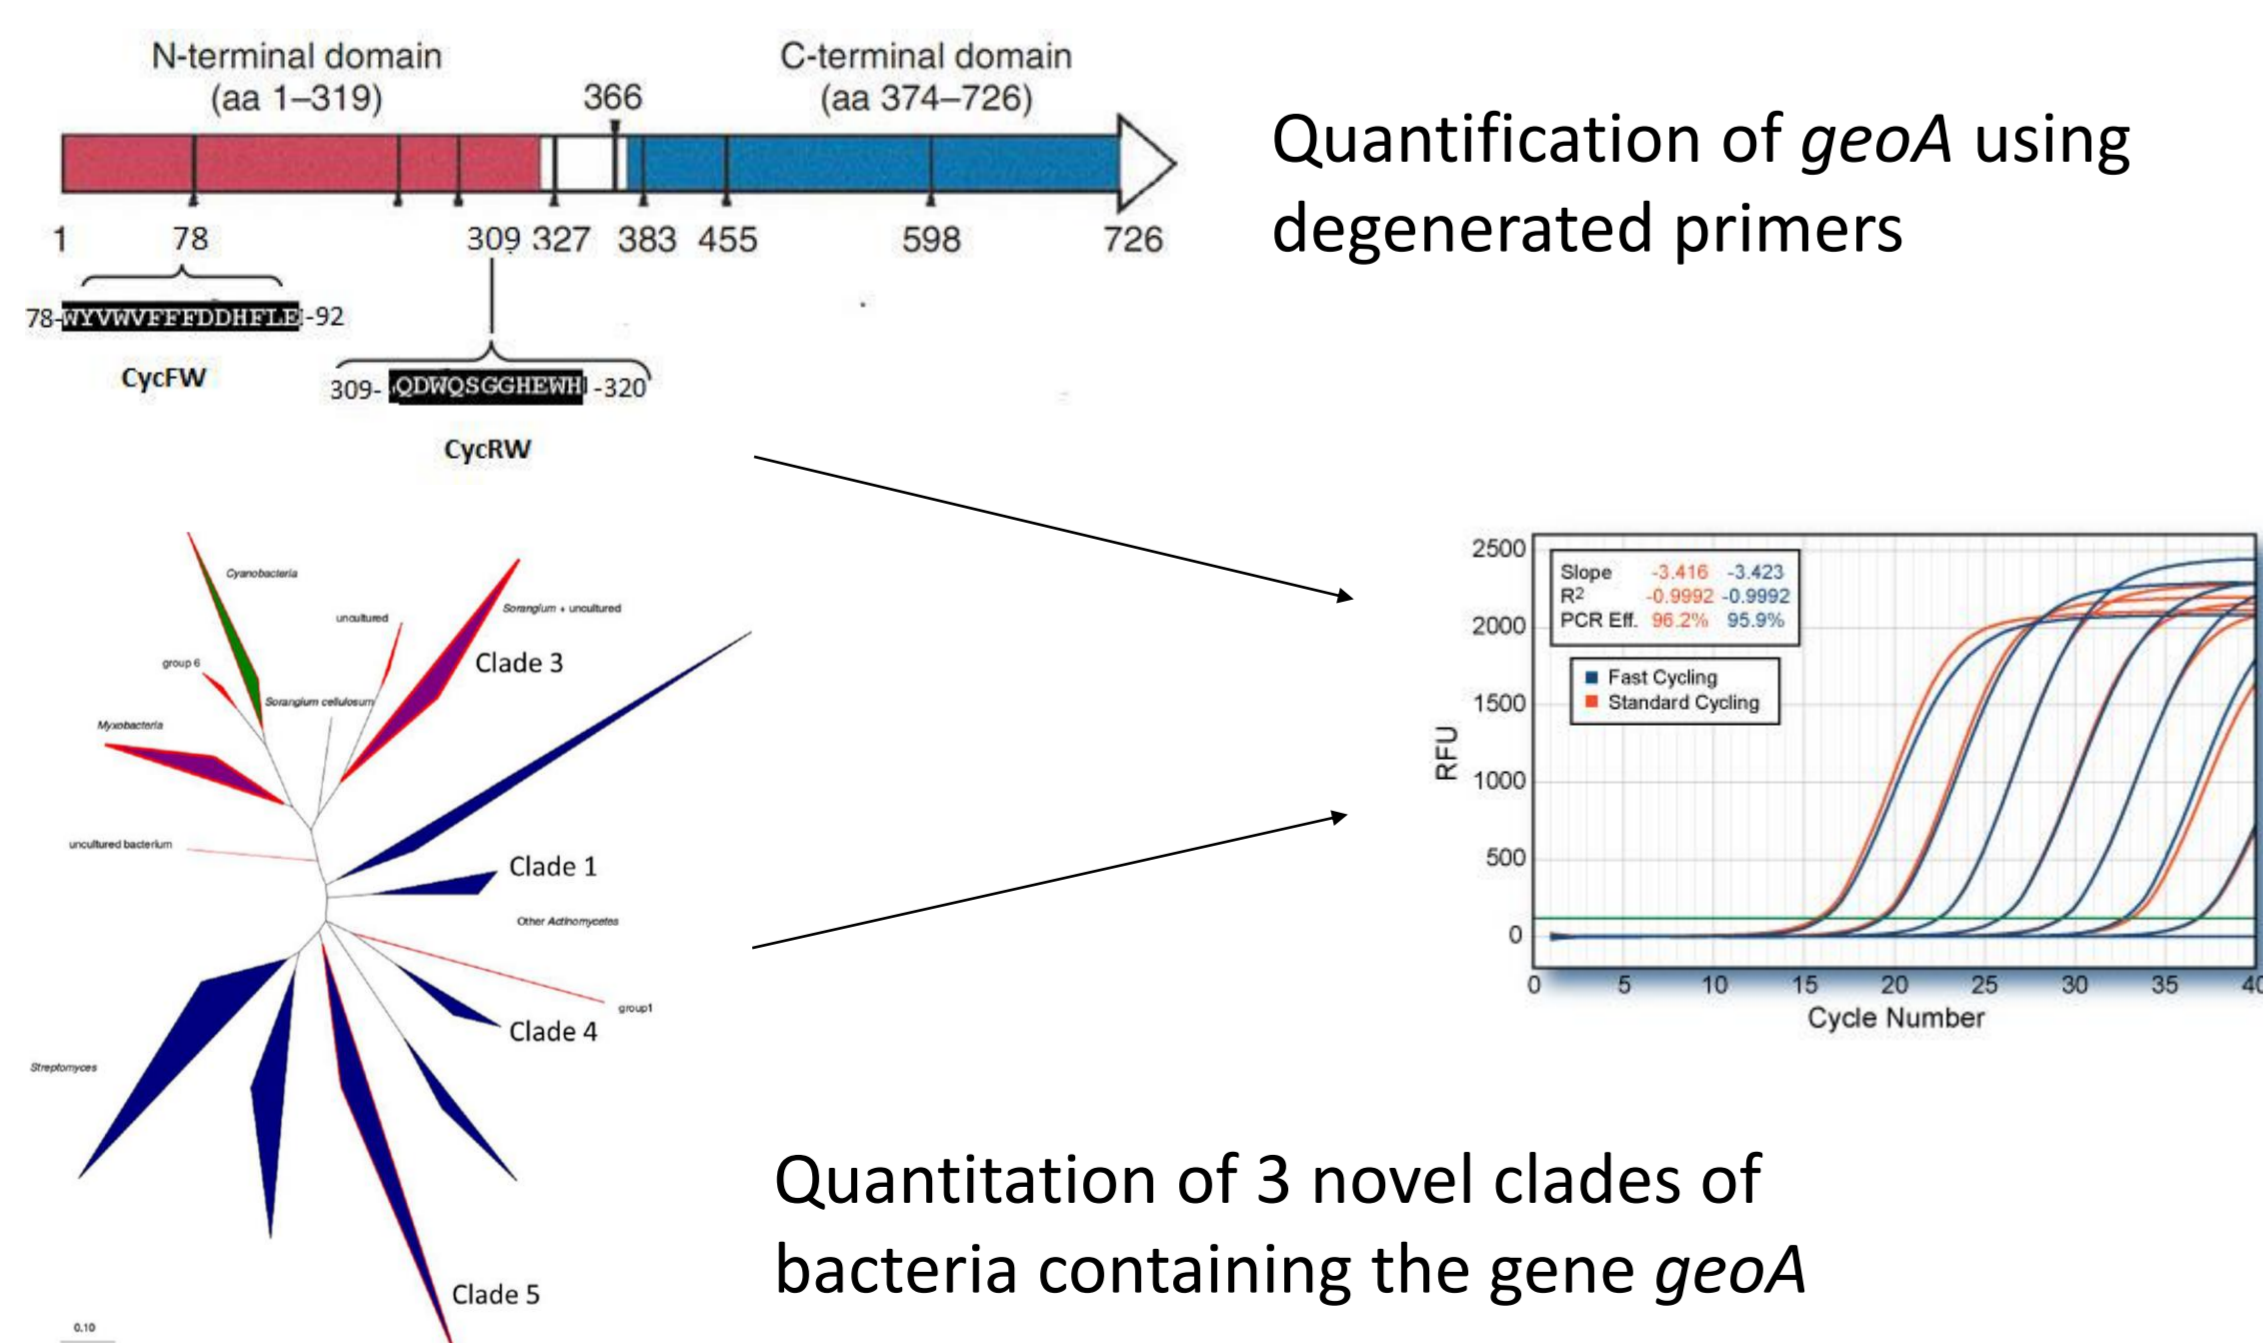 N-terminal domain
(aa 1–319)
366
C-terminal domain
(aa 374–726)
1 78 309 327 383 455 598 726
78-WYVWVFFFDDHFLE-92
CycFW
309- QDWQSGGHEWH -320
CycRW
Quantification of geoA using
degenerated primers
Cyanobacteria
uncultured
Sorangium + uncultured
Clade 3
group 6
Sorangium cellulosum
Myxobacteria
uncultured bacterium
Clade 1
Other Actinomycetes
group1
Clade 4
Streptomyces
Clade 5
0.10
2500
2000
1500
1000
500
0
RFU
Slope -3.416 -3.423
R2 -0.9992 -0.9992
PCR Eff. 96.2% 95.9%
Fast Cycling
Standard Cycling
0 5 10 15 20 25 30 35 40
Cycle Number
Quantitation of 3 novel clades of
bacteria containing the gene geoA